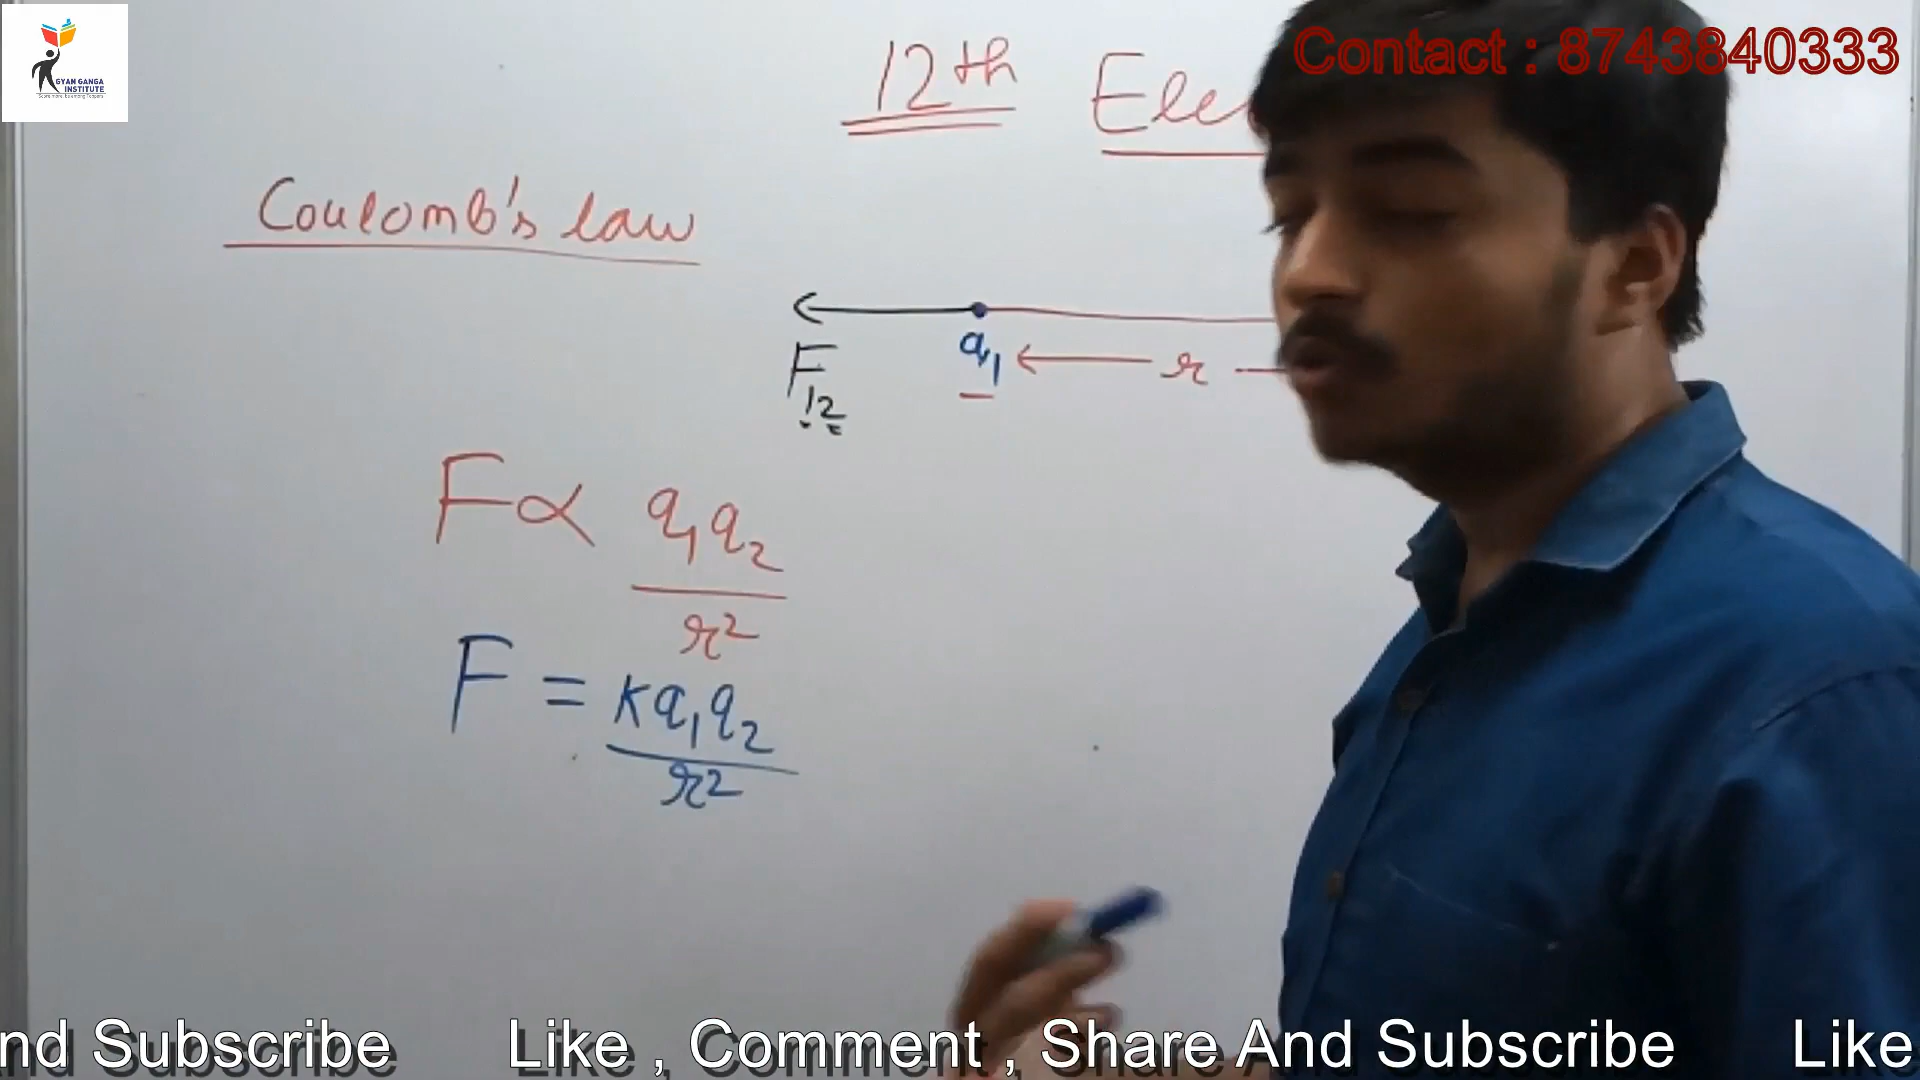 GYAM GANGA
INSTITUTE
Contact : 8743840333
12th
Coulomb's law
q1
r
F12
F∝ q1q2
r2
F = kq1q2
r2
nd Subscribe Like , Comment , Share And Subscribe Like